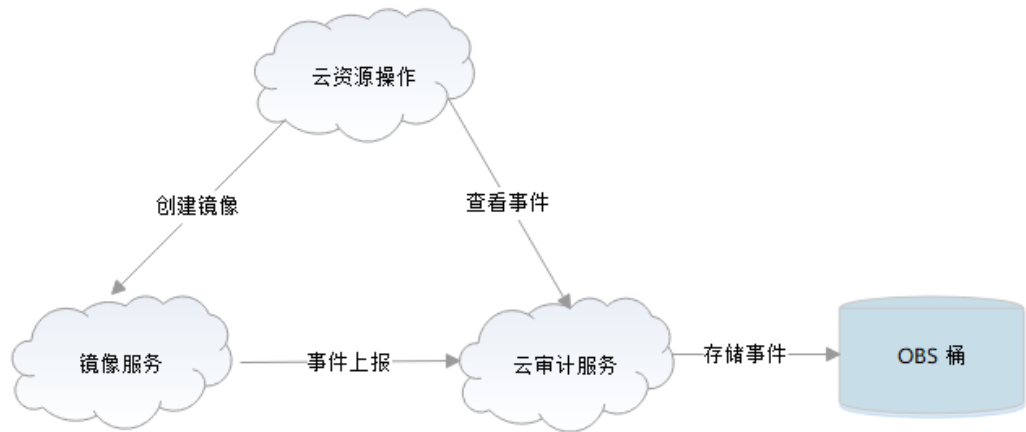 云资源操作
创建镜像
查看事件
镜像服务
事件上报
云审计服务
存储事件
OBS 桶